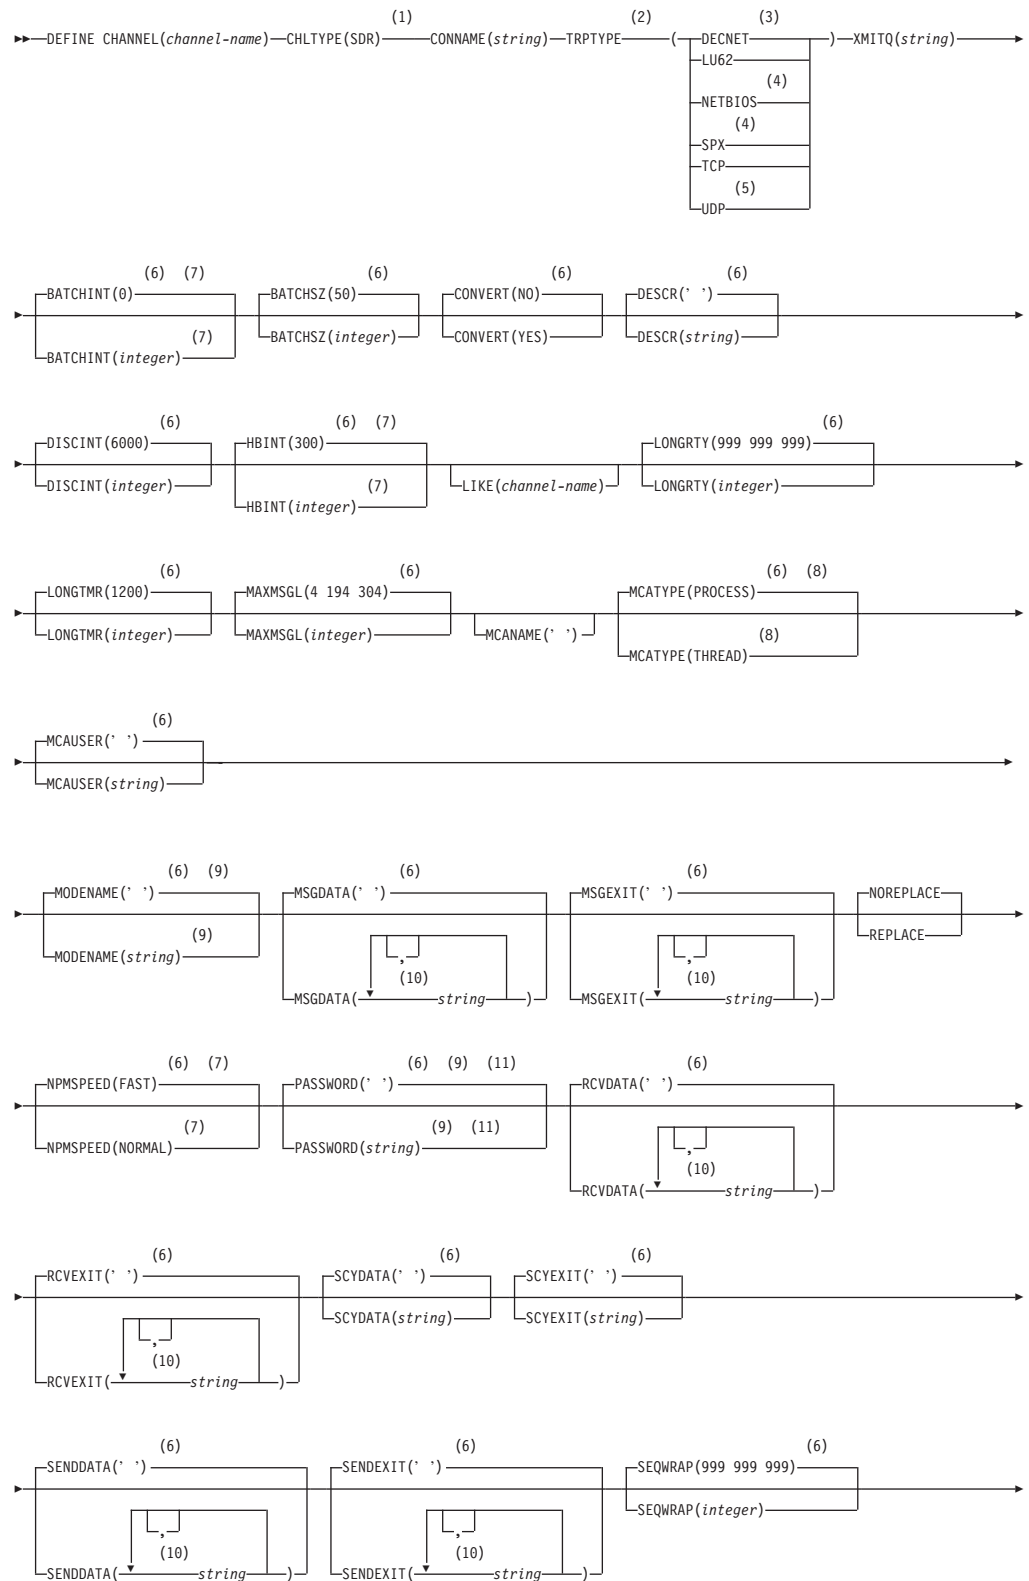 (1) (2) (3)
DEFINE CHANNEL(channel-name) CHLTYPE(SDR) CONNAME(string) TRPTYPE ( DECNET ) XMITQ(string)
LU62
(4)
NETBIOS
(4)
SPX
TCP
(5)
UDP
(6) (7) (6) (6) (6)
BATCHINT(0) BATCHSZ(50) CONVERT(NO) DESCR(' ')
(7) BATCHSZ(integer) CONVERT(YES) DESCR(string)
BATCHINT(integer)
(6) (6) (7) (6)
DISCINT(6000) HBINT(300) LONGRTY(999 999 999)
DISCINT(integer) (7) LIKE(channel-name) LONGRTY(integer)
HBINT(integer)
(6) (6) (6) (8)
LONGTMR(1200) MAXMSGL(4 194 304) MCATYPE(PROCESS)
LONGTMR(integer) MAXMSGL(integer) MCANAME(' ') (8)
MCATYPE(THREAD)
(6)
MCAUSER(' ')
MCAUSER(string)
(6) (9) (6) (6)
MODENAME(' ') MSGDATA(' ') MSGEXIT(' ') NOREPLACE
(9) , , REPLACE
MODENAME(string) (10) (10)
MSGDATA( string ) MSGEXIT( string )
(6) (7) (6) (9) (11) (6)
NPMSPEED(FAST) PASSWORD(' ') RCVDATA(' ')
(7) (9) (11) ,
NPMSPEED(NORMAL) PASSWORD(string) (10)
RCVDATA( string )
(6) (6) (6)
RCVEXIT(' ') SCYDATA(' ') SCYEXIT(' ')
SCYDATA(string) SCYEXIT(string)
,
(10)
RCVEXIT( string )
(6) (6) (6)
SENDDATA(' ') SENDEXIT(' ') SEQWRAP(999 999 999)
, , SEQWRAP(integer)
(10) (10)
SENDDATA( string ) SENDEXIT( string )